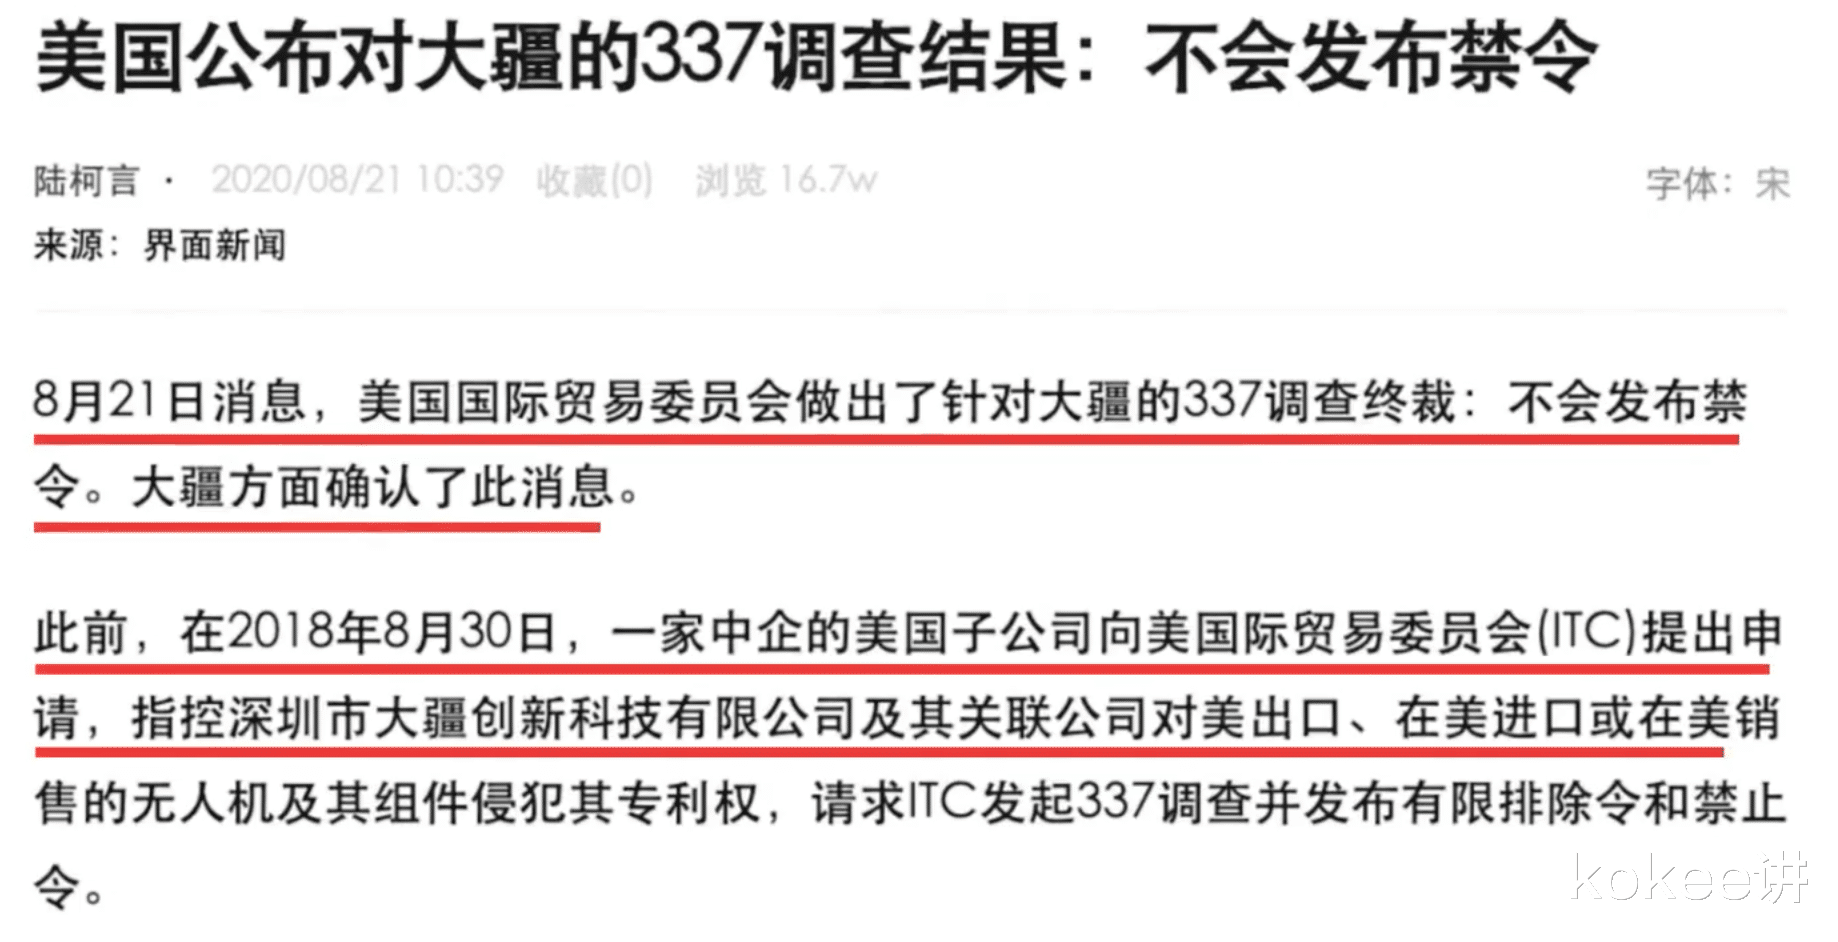 美国公布对大疆的337调查结果：不会发布禁令
陆柯言 · 2020/08/21 10:39 收藏(0) 浏览 16.7w 字体：宋
来源：界面新闻
8月21日消息，美国国际贸易委员会做出了针对大疆的337调查终裁：不会发布禁
令。大疆方面确认了此消息。
此前，在2018年8月30日，一家中企的美国子公司向美国际贸易委员会(ITC)提出申
请，指控深圳市大疆创新科技有限公司及其关联公司对美出口、在美进口或在美销
售的无人机及其组件侵犯其专利权，请求ITC发起337调查并发布有限排除令和禁止
令。
kokee讲